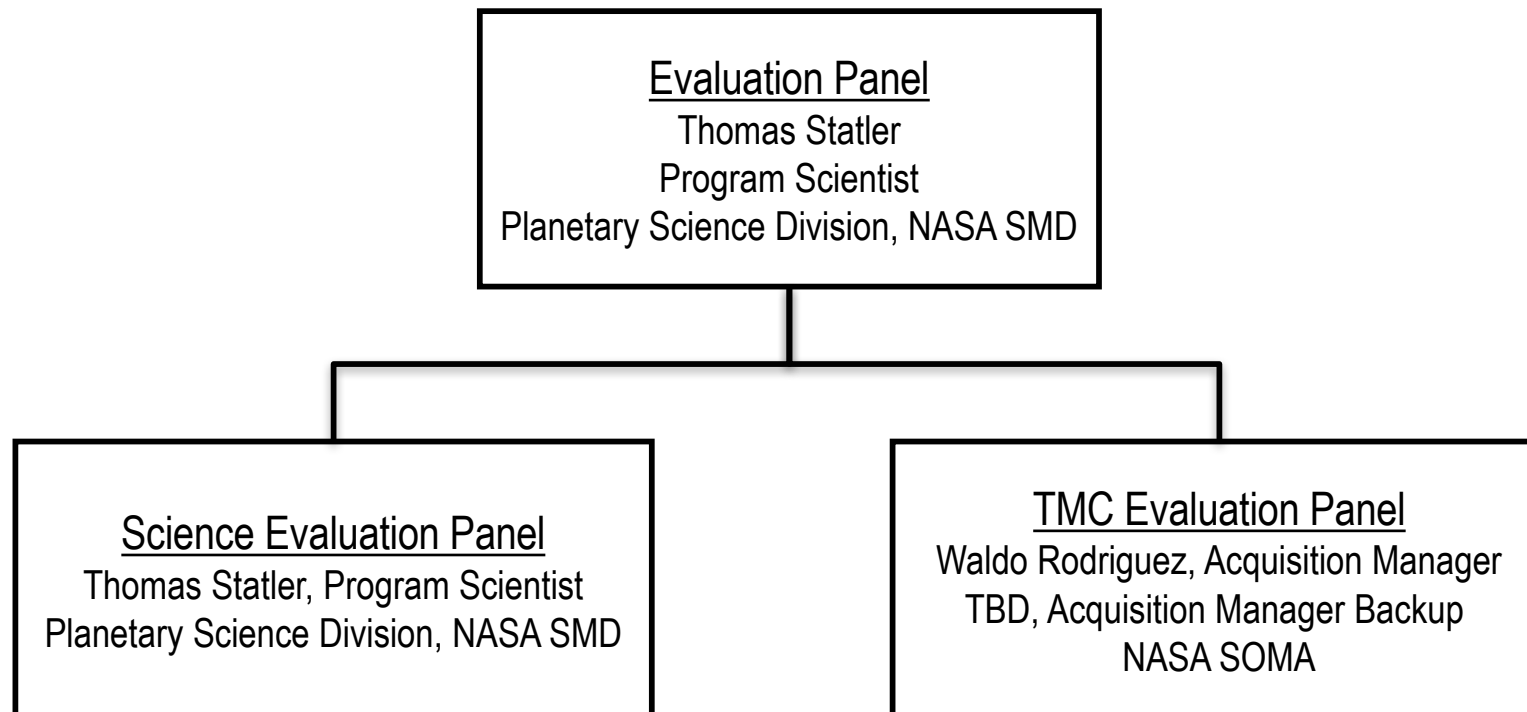 Evaluation Panel
Thomas Statler
Program Scientist
Planetary Science Division, NASA SMD
Science Evaluation Panel
Thomas Statler, Program Scientist
Planetary Science Division, NASA SMD
TMC Evaluation Panel
Waldo Rodriguez, Acquisition Manager
TBD, Acquisition Manager Backup
NASA SOMA